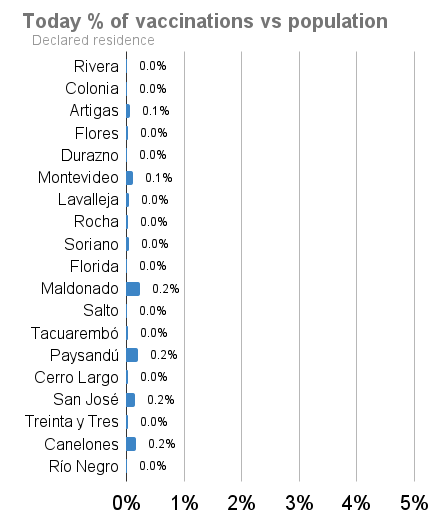 Today % of vaccinations vs population
Declared residence
Rivera 0.0%
Colonia 0.0%
Artigas 0.1%
Flores 0.0%
Durazno 0.0%
Montevideo 0.1%
Lavalleja 0.0%
Rocha 0.0%
Soriano 0.0%
Florida 0.0%
Maldonado 0.2%
Salto 0.0%
Tacuarembó 0.0%
Paysandú 0.2%
Cerro Largo 0.0%
San José 0.2%
Treinta y Tres 0.0%
Canelones 0.2%
Río Negro 0.0%
0% 1% 2% 3% 4% 5%